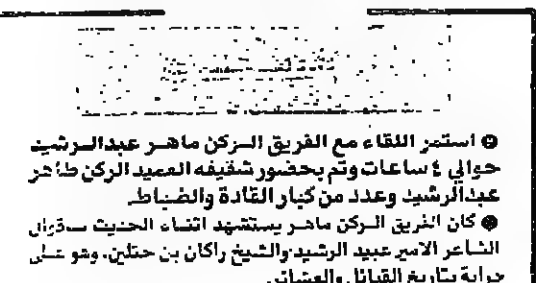 ● استمر اللقاء مع الفريق الركن ماهر عبدالرشيد
حوالي ٤ ساعات وتم بحضور شقيقه العميد الركن طاهر
عبدالرشيد وعدد من كبار القادة والضباط.
● كان الفريق الركن ماهر يستشهد اثناء الحديث بأقوال
الشاعر الامير عبيد الرشيد والشيخ راكان بن حثلين. وهو على
دراية بتاريخ القبائل والعشائر.